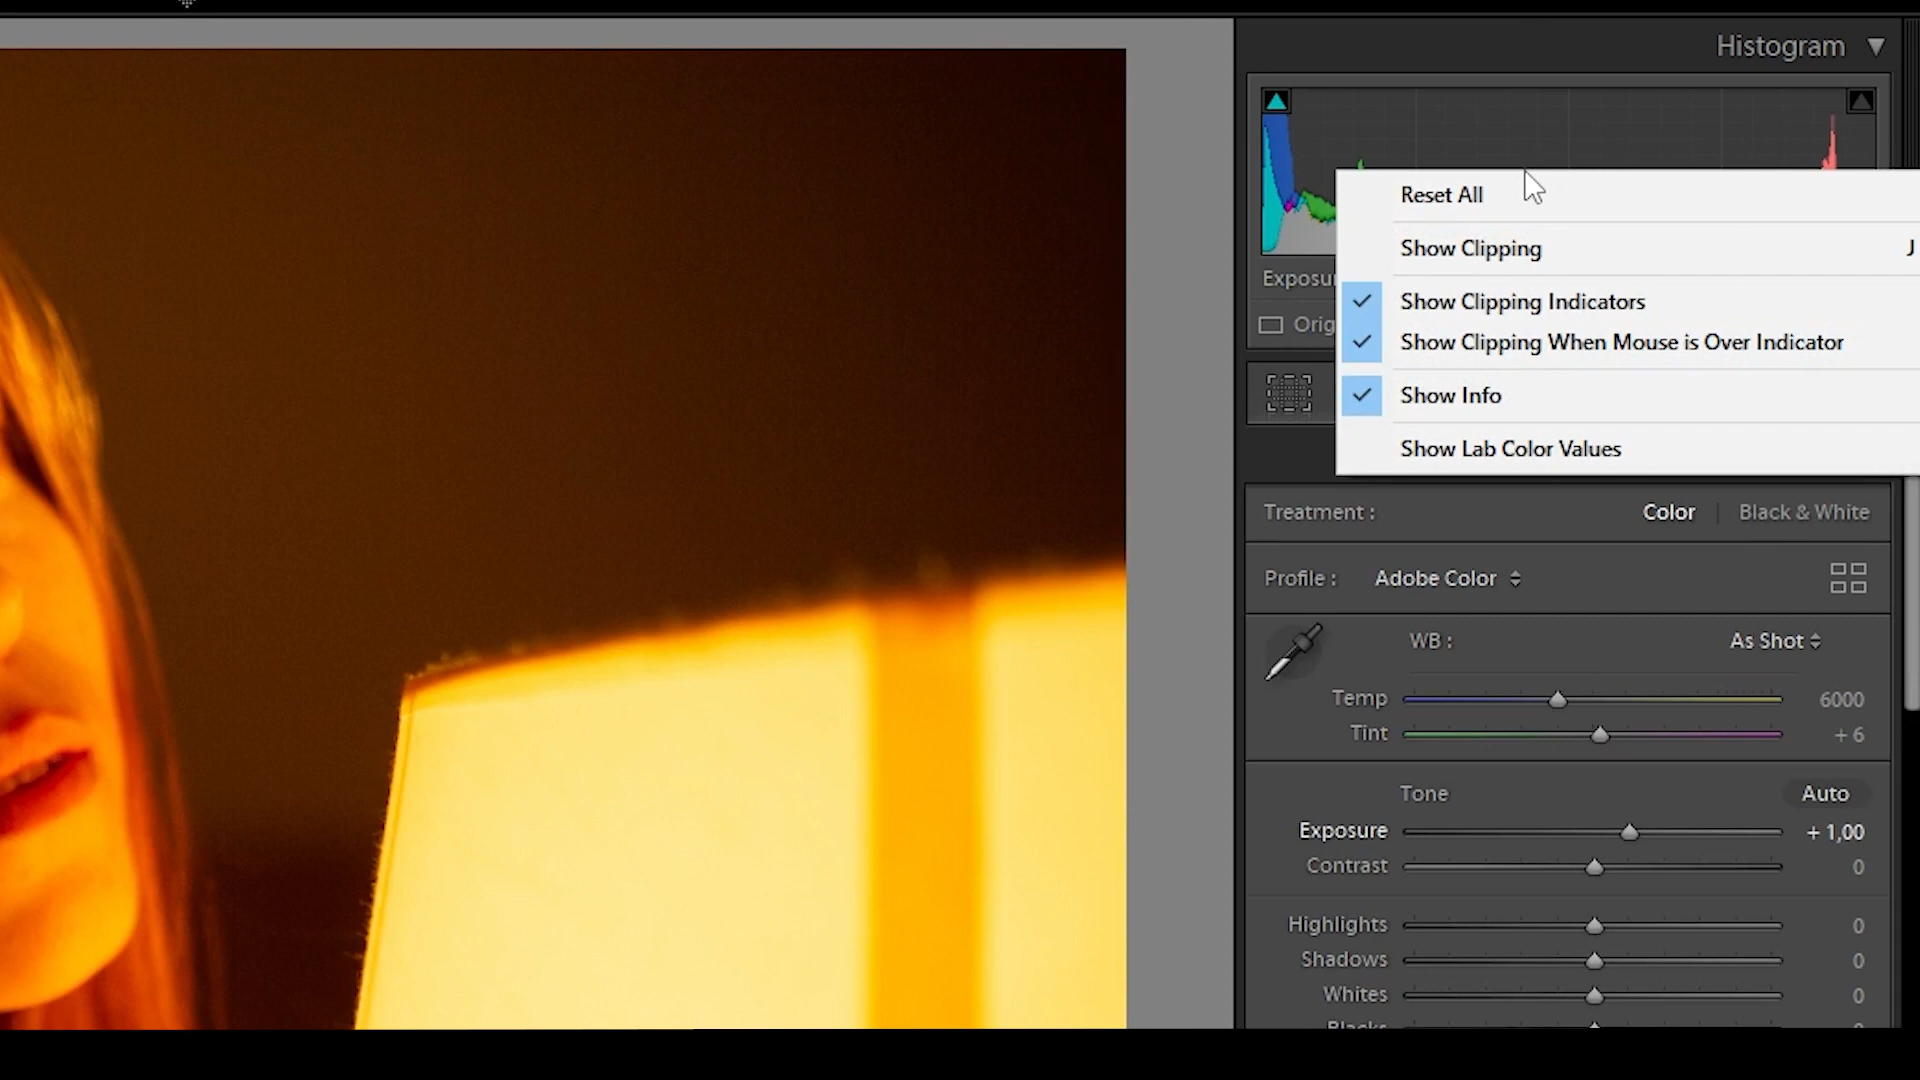 Histogram
Reset All
Show Clipping J
Show Clipping Indicators
Exposu
Orig
Show Clipping When Mouse is Over Indicator
Show Info
Show Lab Color Values
Treatment : Color Black & White
Profile : Adobe Color
WB : As Shot
Temp 6000
Tint + 6
Tone Auto
Exposure + 1,00
Contrast 0
Highlights 0
Shadows 0
Whites 0
Blacks